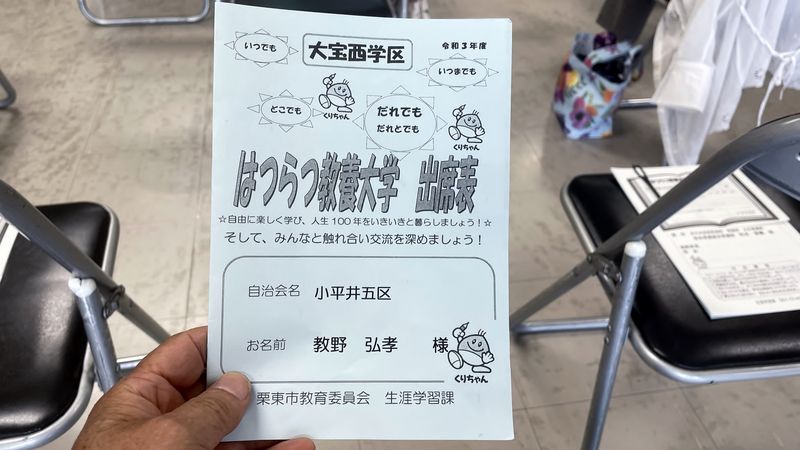 いつでも
大宝西学区
令和3年度
いつまでも
どこでも
くりちゃん
だれでも
だれとでも
くりちゃん
はつらつ教養大学 出席表
☆自由に楽しく学び、人生100年をいきいきと暮らしましょう！☆
そして、みんなと触れ合い交流を深めましょう！
自治会名 小平井五区
お名前 教野 弘孝 様
くりちゃん
栗東市教育委員会 生涯学習課